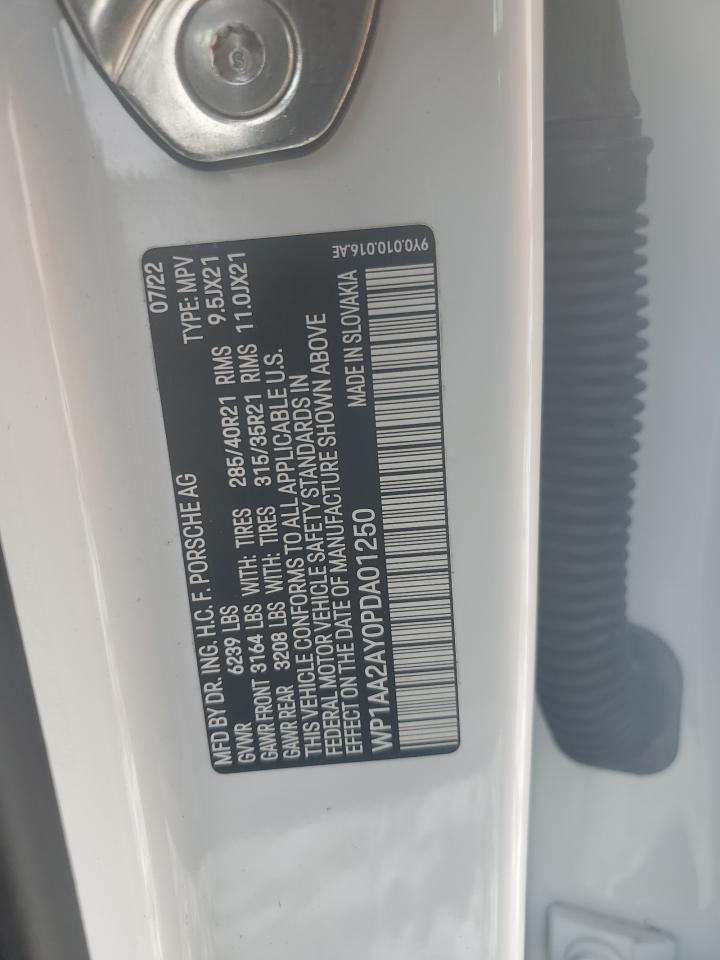 MFD BY DR. ING. H.C. F. PORSCHE AG 07/22
GVWR 6239 LBS TYPE: MPV
GAWR FRONT 3164 LBS WITH: TIRES 285/40R21 RIMS 9.5JX21
GAWR REAR 3208 LBS WITH: TIRES 315/35R21 RIMS 11.0JX21
THIS VEHICLE CONFORMS TO ALL APPLICABLE U.S.
FEDERAL MOTOR VEHICLE SAFETY STANDARDS IN
EFFECT ON THE DATE OF MANUFACTURE SHOWN ABOVE
MADE IN SLOVAKIA 9Y0.010.016.AE
WP1AA2AY0PDA01250